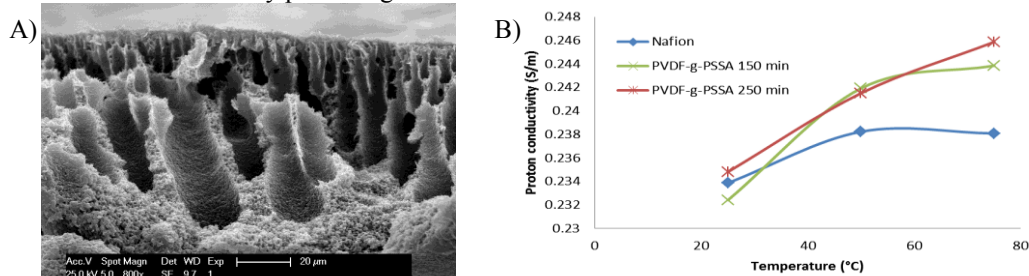 A)
Acc.V Spot Magn Det WD Exp
25.0 kV 5.0 800x SE 9.7 1
20 µm
B)
Proton conductivity (S/m)
0.248
0.246
0.244
0.242
0.24
0.238
0.236
0.234
0.232
0.23
Nafion
PVDF-g-PSSA 150 min
PVDF-g-PSSA 250 min
0
20
40
60
80
Temperature (°C)